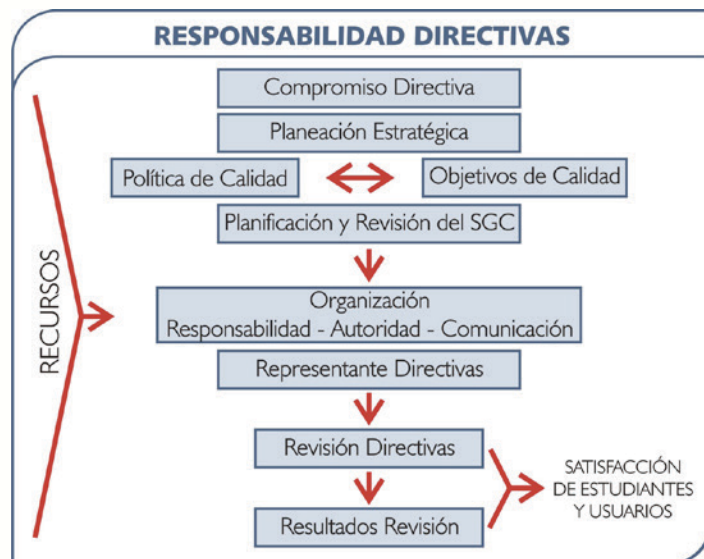 RESPONSABILIDAD DIRECTIVAS
Compromiso Directiva
Planeación Estratégica
Política de Calidad
Objetivos de Calidad
Planificación y Revisión del SGC
RECURSOS
Organización
Responsabilidad - Autoridad - Comunicación
Representante Directivas
Revisión Directivas
SATISFACCIÓN
DE ESTUDIANTES
Y USUARIOS
Resultados Revisión